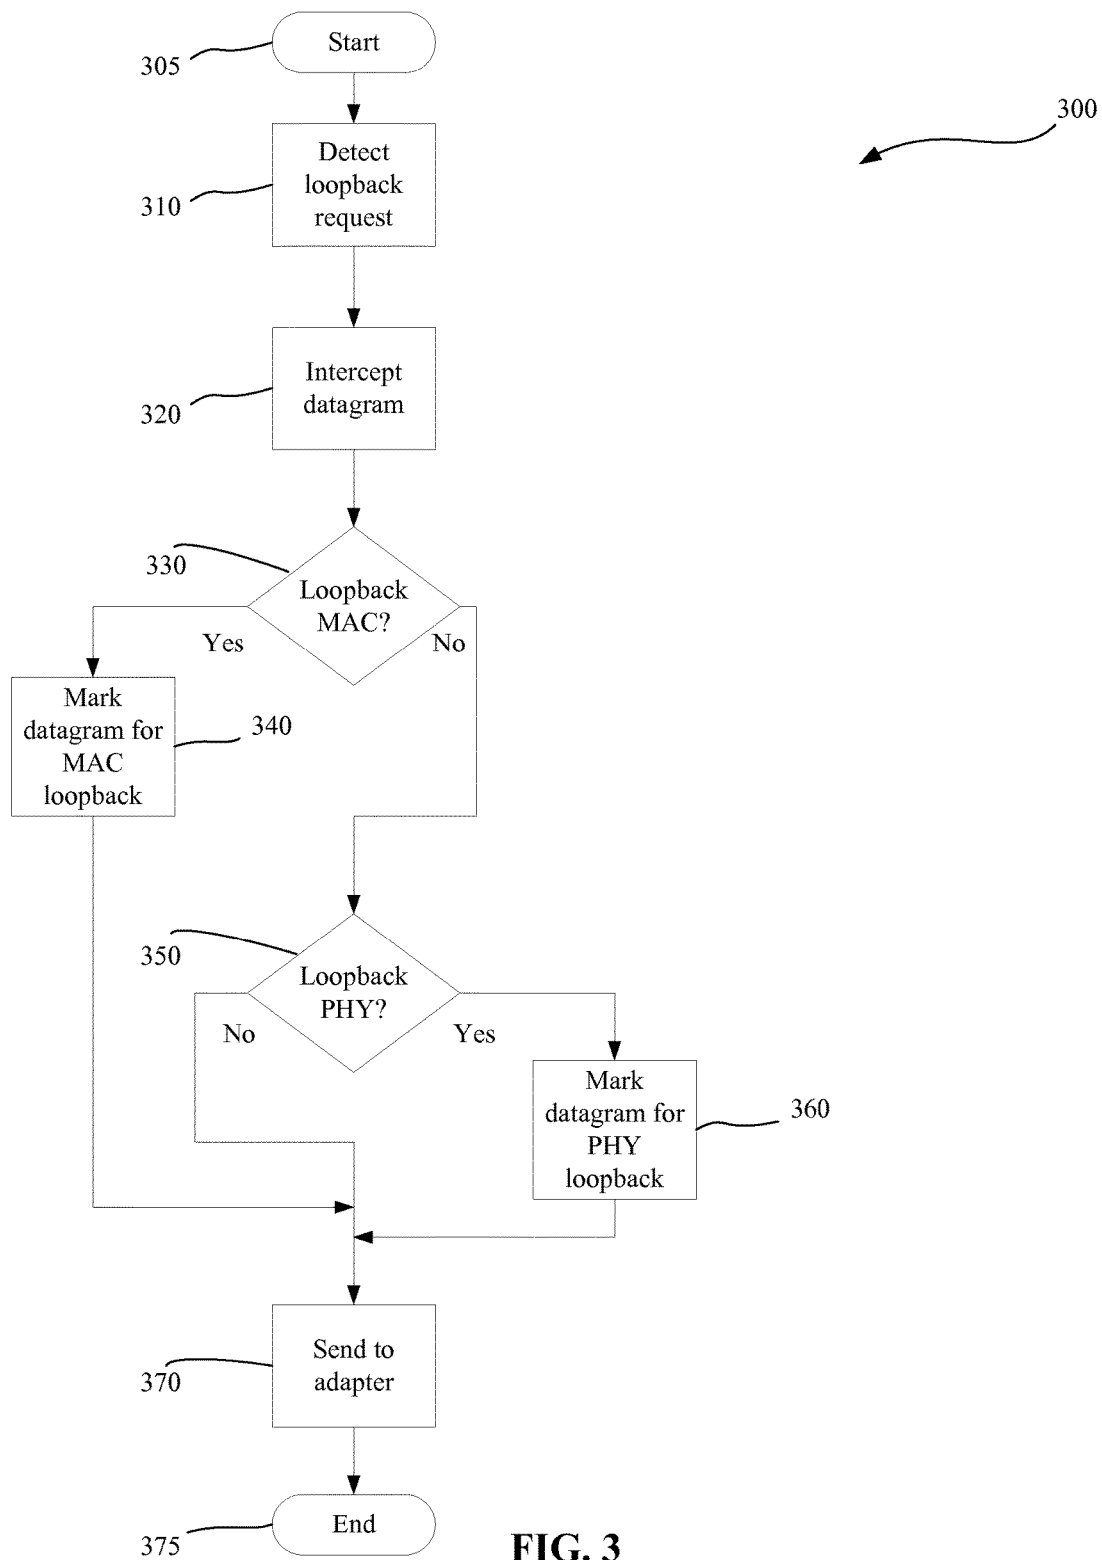 Start
305
300
Detect
loopback
request
310
Intercept
datagram
320
330
Loopback
MAC?
Yes
No
Mark
datagram for
MAC
loopback
340
350
Loopback
PHY?
No
Yes
Mark
datagram for
PHY
loopback
360
Send to
adapter
370
End
375
FIG. 3